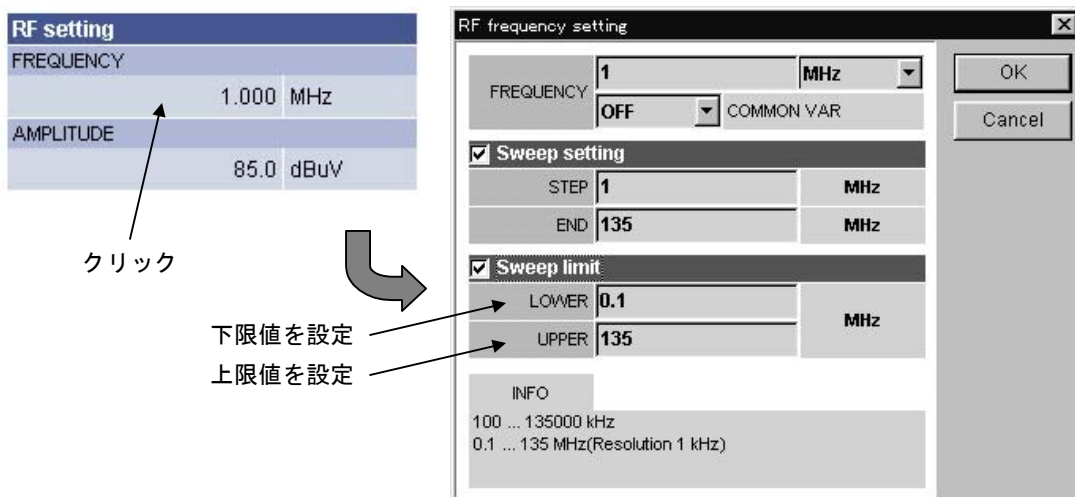 RF setting
FREQUENCY
1.000 MHz
AMPLITUDE
85.0 dBuV
クリック
下限値を設定
上限値を設定
RF frequency setting
OK
Cancel
FREQUENCY 1 MHz
OFF COMMON VAR
Sweep setting
STEP 1 MHz
END 135 MHz
Sweep limit
LOWER 0.1
MHz
UPPER 135
INFO
100 ... 135000 kHz
0.1 ... 135 MHz(Resolution 1 kHz)